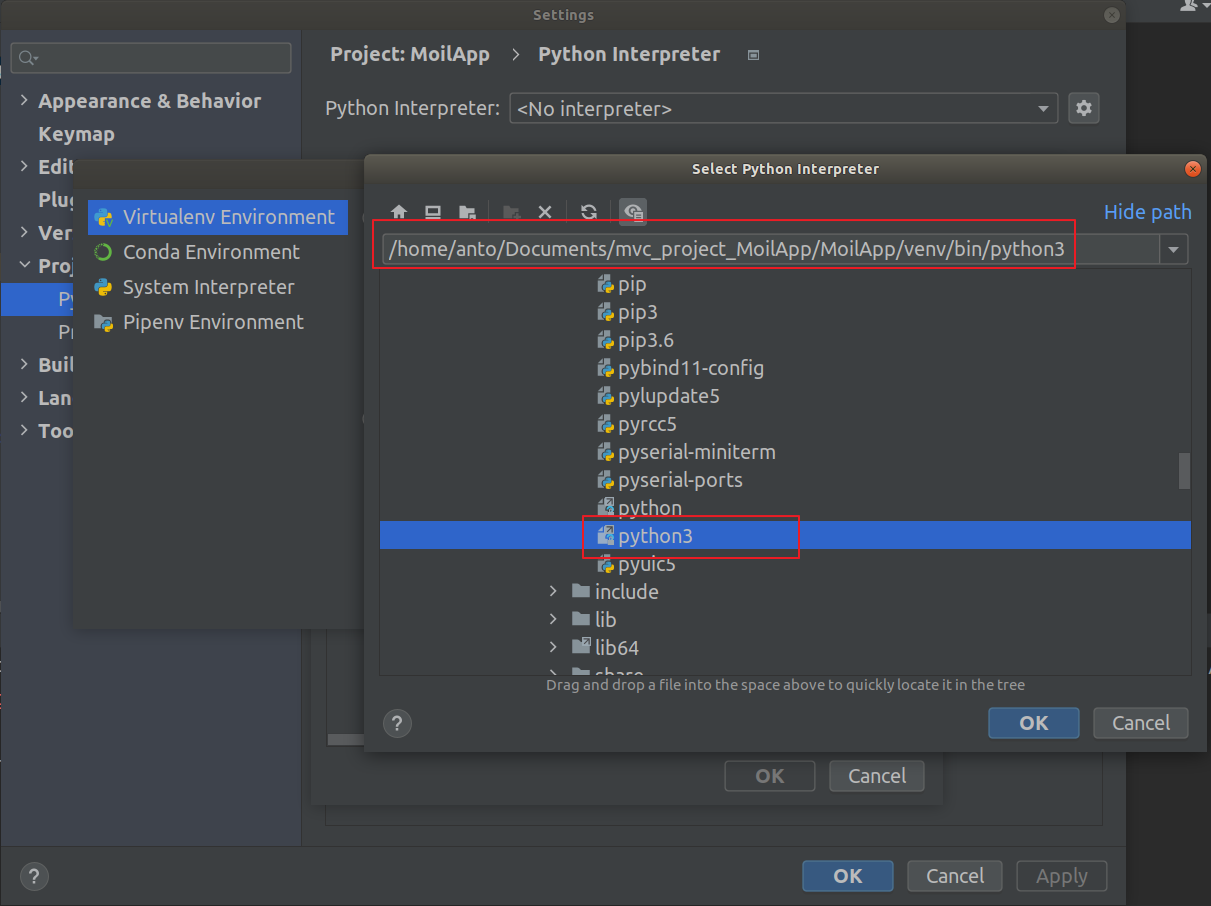 Settings
Project: MoilApp > Python Interpreter
Python Interpreter: <No interpreter>
Appearance & Behavior
Keymap
Edit
Plug
Ver
Proj
Py
Pr
Buil
Lan
Too
Virtualenv Environment
Conda Environment
System Interpreter
Pipenv Environment
Select Python Interpreter
Hide path
/home/anto/Documents/mvc_project_MoilApp/MoilApp/venv/bin/python3
pip
pip3
pip3.6
pybind11-config
pylupdate5
pyrcc5
pyserial-miniterm
pyserial-ports
python
python3
pyuic5
include
lib
lib64
share
Drag and drop a file into the space above to quickly locate it in the tree
? OK Cancel
OK Cancel
? OK Cancel Apply